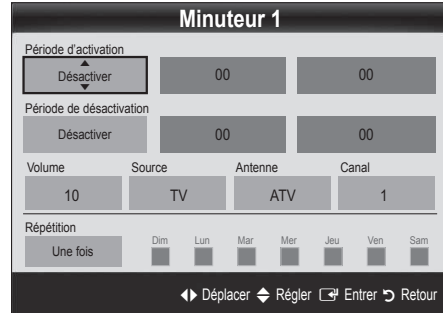 Minuteur 1
Période d'activation
Désactiver 00 00
Période de désactivation
Désactiver 00 00
Volume Source Antenne Canal
10 TV ATV 1
Répétition
Une fois Dim Lun Mar Mer Jeu Ven Sam
Déplacer Régler Entrer Retour